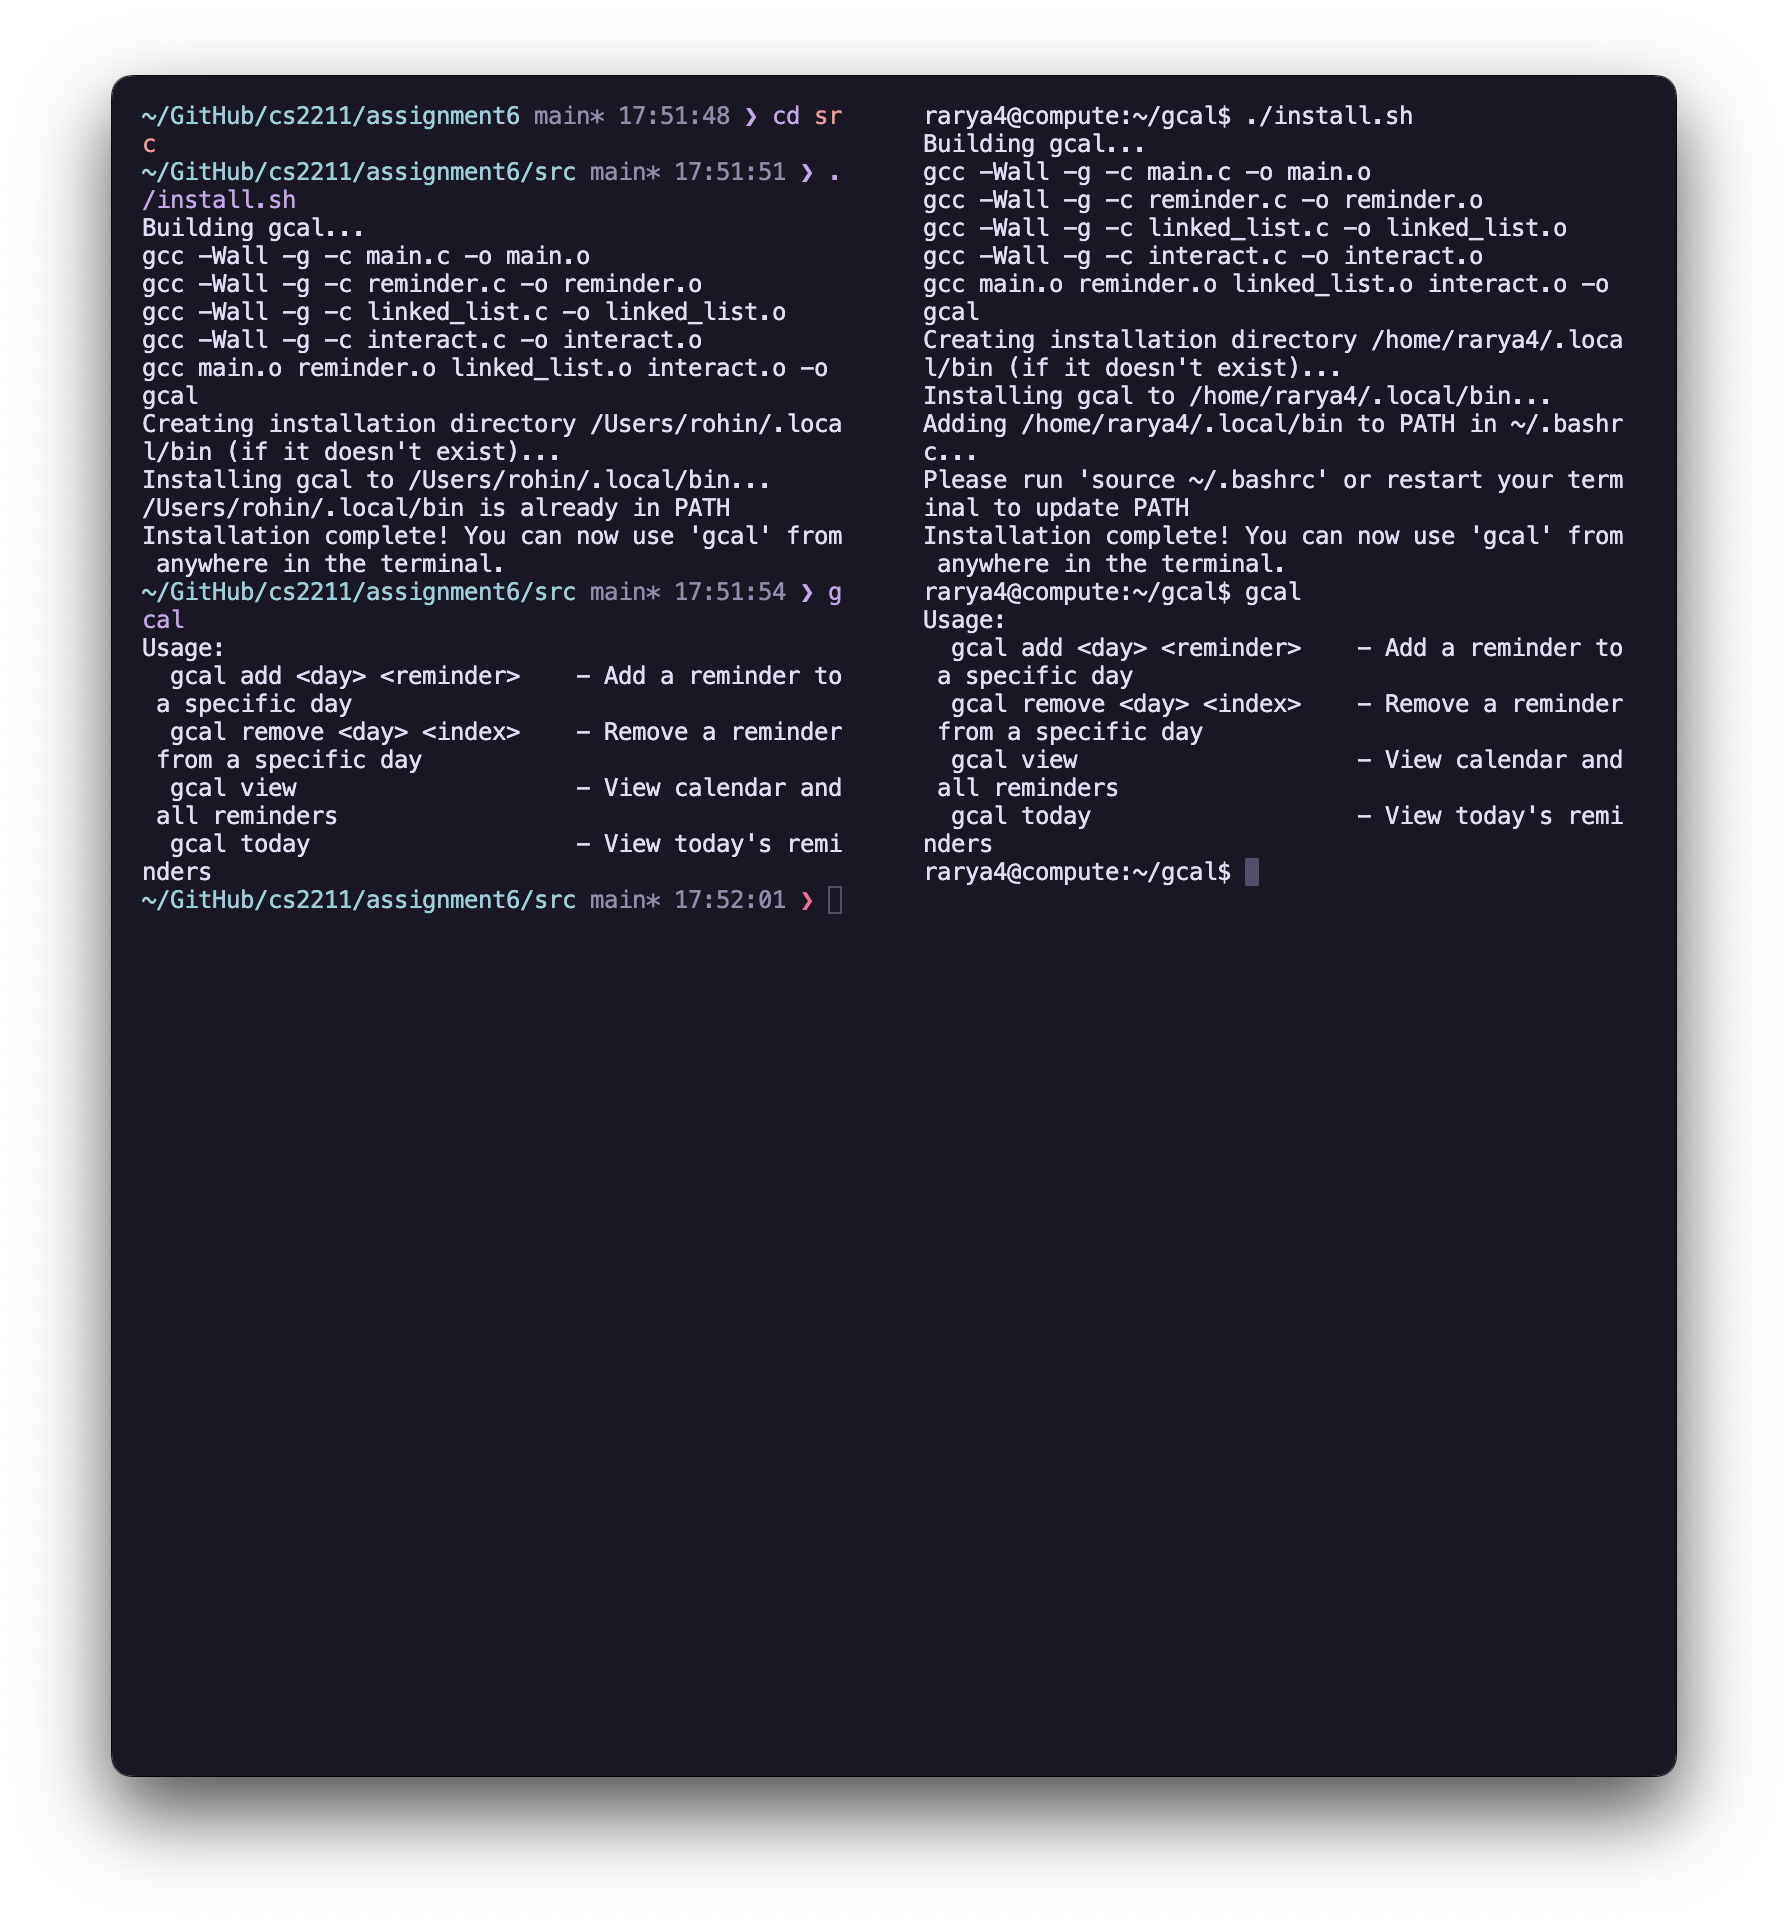 ~/GitHub/cs2211/assignment6 main* 17:51:48 ❯ cd sr
c
~/GitHub/cs2211/assignment6/src main* 17:51:51 ❯ .
/install.sh
Building gcal...
gcc -Wall -g -c main.c -o main.o
gcc -Wall -g -c reminder.c -o reminder.o
gcc -Wall -g -c linked_list.c -o linked_list.o
gcc -Wall -g -c interact.c -o interact.o
gcc main.o reminder.o linked_list.o interact.o -o
gcal
Creating installation directory /Users/rohin/.loca
l/bin (if it doesn't exist)...
Installing gcal to /Users/rohin/.local/bin...
/Users/rohin/.local/bin is already in PATH
Installation complete! You can now use 'gcal' from
 anywhere in the terminal.
~/GitHub/cs2211/assignment6/src main* 17:51:54 ❯ g
cal
Usage:
  gcal add <day> <reminder>    - Add a reminder to
 a specific day
  gcal remove <day> <index>    - Remove a reminder
 from a specific day
  gcal view                    - View calendar and
 all reminders
  gcal today                   - View today's remi
nders
~/GitHub/cs2211/assignment6/src main* 17:52:01 ❯
rarya4@compute:~/gcal$ ./install.sh
Building gcal...
gcc -Wall -g -c main.c -o main.o
gcc -Wall -g -c reminder.c -o reminder.o
gcc -Wall -g -c linked_list.c -o linked_list.o
gcc -Wall -g -c interact.c -o interact.o
gcc main.o reminder.o linked_list.o interact.o -o
gcal
Creating installation directory /home/rarya4/.loca
l/bin (if it doesn't exist)...
Installing gcal to /home/rarya4/.local/bin...
Adding /home/rarya4/.local/bin to PATH in ~/.bashr
c...
Please run 'source ~/.bashrc' or restart your term
inal to update PATH
Installation complete! You can now use 'gcal' from
 anywhere in the terminal.
rarya4@compute:~/gcal$ gcal
Usage:
  gcal add <day> <reminder>    - Add a reminder to
 a specific day
  gcal remove <day> <index>    - Remove a reminder
 from a specific day
  gcal view                    - View calendar and
 all reminders
  gcal today                   - View today's remi
nders
rarya4@compute:~/gcal$